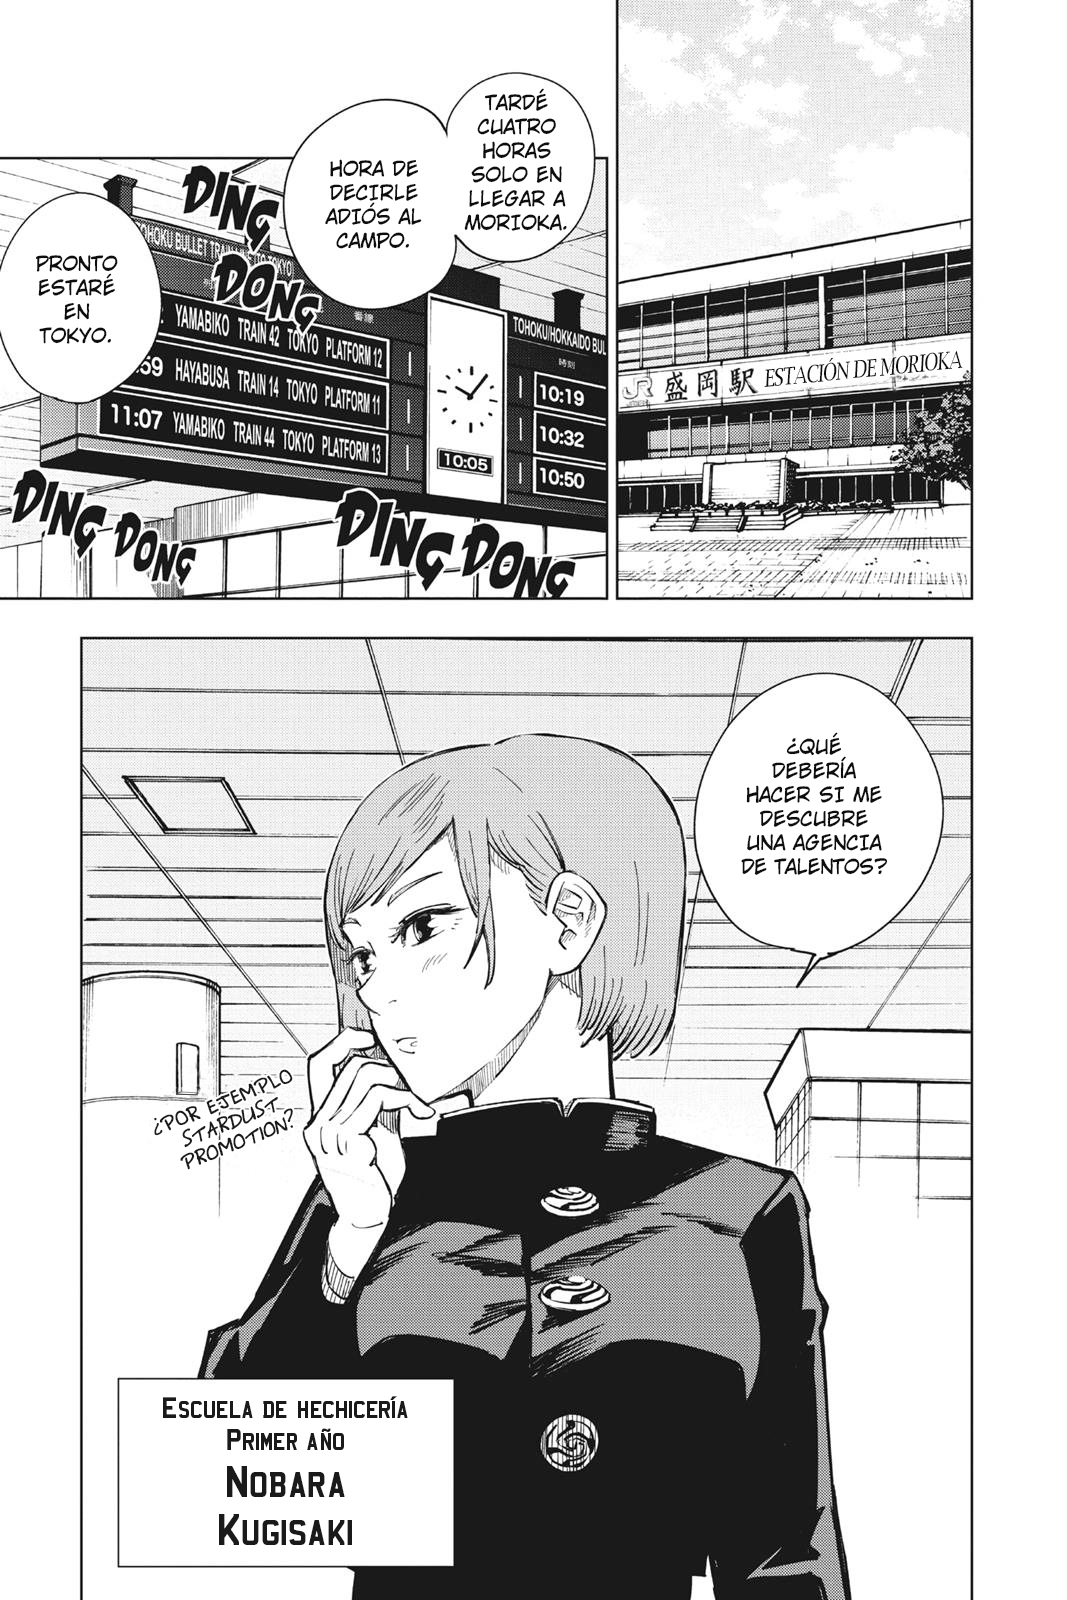 TARDÉ
CUATRO
HORAS
SOLO EN
LLEGAR A
MORIOKA.
HORA DE
DECIRLE
ADIÓS AL
CAMPO.
JR 盛岡駅 ESTACIÓN DE MORIOKA
PRONTO
ESTARÉ
EN
TOKYO.
DING
DONG
YAMABIKO TRAIN 42 TOKYO PLATFORM 12
HAYABUSA TRAIN 14 TOKYO PLATFORM 11
11:07 YAMABIKO TRAIN 44 TOKYO PLATFORM 13
10:05
TOHOKU/HOKKAIDO BUL
10:19
10:32
10:50
DING DONG
DING DONG
¿QUÉ
DEBERÍA
HACER SI ME
DESCUBRE
UNA AGENCIA
DE TALENTOS?
¿POR EJEMPLO
STARDUST
PROMOTION?
ESCUELA DE HECHICERÍA
PRIMER AÑO
NOBARA
KUGISAKI